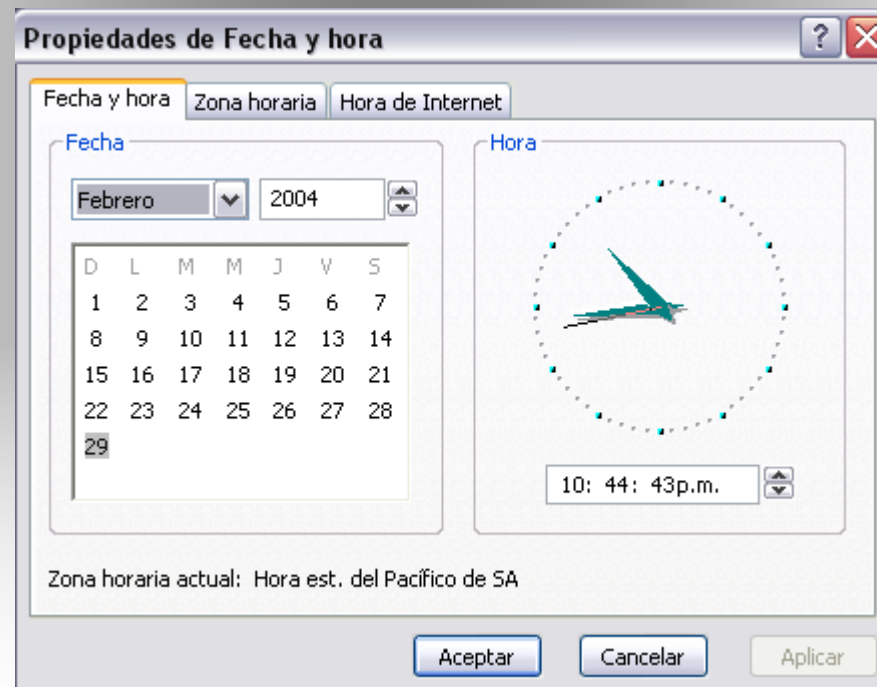 Propiedades de Fecha y hora
Fecha y hora Zona horaria Hora de Internet
Fecha
Febrero 2004
D L M M J V S
1 2 3 4 5 6 7
8 9 10 11 12 13 14
15 16 17 18 19 20 21
22 23 24 25 26 27 28
29
Hora
10: 44: 43p.m.
Zona horaria actual: Hora est. del Pacífico de SA
Aceptar Cancelar Aplicar